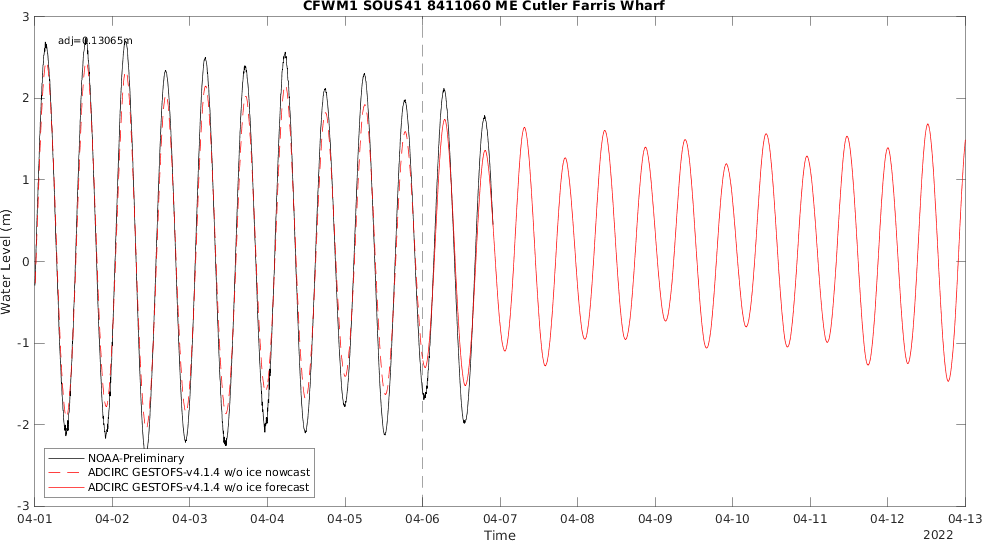 CFWM1 SOUS41 8411060 ME Cutler Farris Wharf
adj=0.13065m
3
2
1
0
-1
-2
-3
Water Level (m)
NOAA-Preliminary
ADCIRC GESTOFS-v4.1.4 w/o ice nowcast
ADCIRC GESTOFS-v4.1.4 w/o ice forecast
04-01 04-02 04-03 04-04 04-05 04-06 04-07 04-08 04-09 04-10 04-11 04-12 04-13
Time
2022